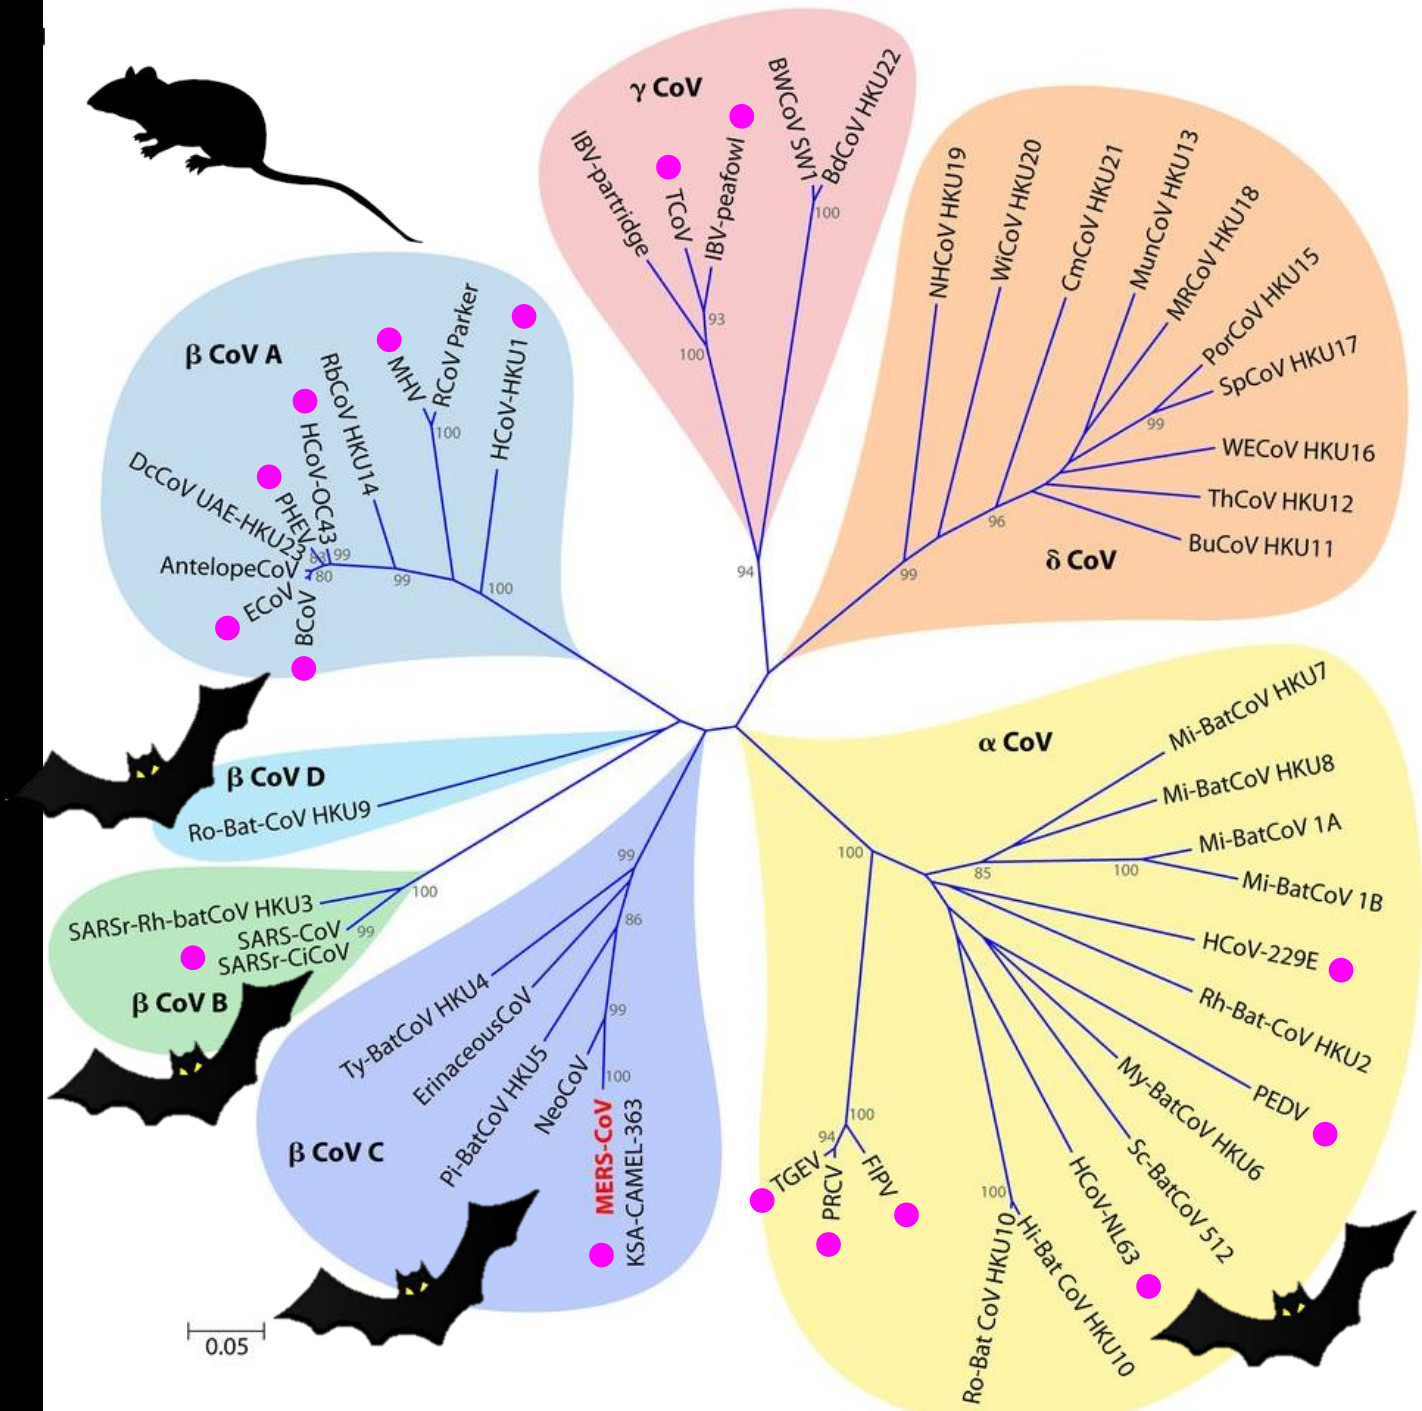 γ CoV
IBV-partridge
TCoV
IBV-peafowl
BWCoV SW1
BdCoV HKU22
100
93
100
94
NHCoV HKU19
WiCoV HKU20
CmCoV HKU21
MunCoV HKU13
MRCoV HKU18
PorCoV HKU15
SpCoV HKU17
WECoV HKU16
ThCoV HKU12
BuCoV HKU11
99
96
99
δ CoV
β CoV A
DcCoV UAE-HKU23
PHEV
HCoV-OC43
RbCoV HKU14
MHV
RCoV Parker
HCoV-HKU1
AntelopeCoV
ECoV
BCoV
100
83
99
80
99
100
β CoV D
Ro-Bat-CoV HKU9
SARSr-Rh-batCoV HKU3
SARS-CoV
SARSr-CiCoV
100
99
β CoV B
99
86
99
100
Ty-BatCoV HKU4
ErinaceousCoV
Pi-BatCoV HKU5
NeoCoV
MERS-CoV
KSA-CAMEL-363
β CoV C
α CoV
Mi-BatCoV HKU7
Mi-BatCoV HKU8
Mi-BatCoV 1A
Mi-BatCoV 1B
HCoV-229E
Rh-Bat-CoV HKU2
PEDV
My-BatCoV HKU6
Sc-BatCoV 512
HCoV-NL63
Hi-Bat CoV HKU10
Ro-Bat CoV HKU10
FIPV
PRCV
TGEV
100
85
100
100
94
100
0.05